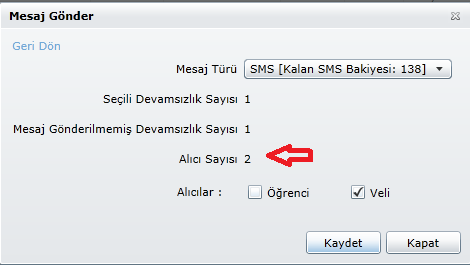 Mesaj Gönder
Geri Dön
Mesaj Türü SMS [Kalan SMS Bakiyesi: 138]
Seçili Devamsızlık Sayısı 1
Mesaj Gönderilmemiş Devamsızlık Sayısı 1
Alıcı Sayısı 2
Alıcılar : Öğrenci Veli
Kaydet Kapat